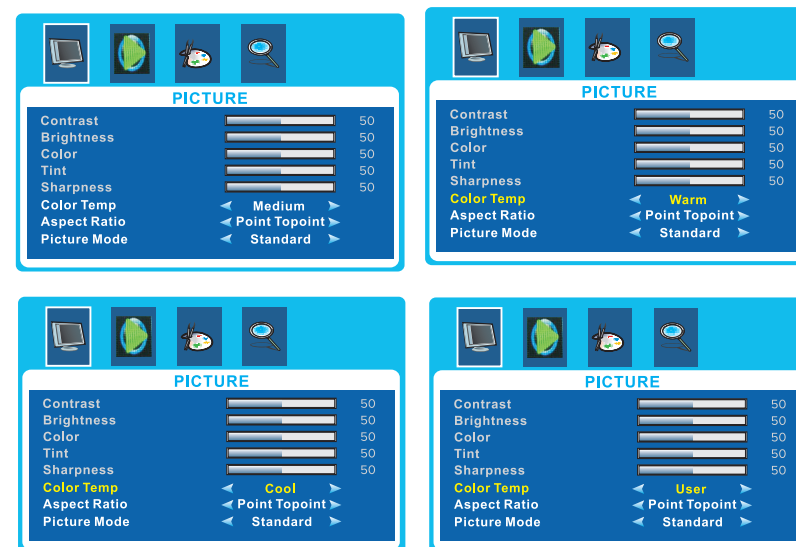 PICTURE
Contrast 50
Brightness 50
Color 50
Tint 50
Sharpness 50
Color Temp Medium
Aspect Ratio Point Topoint
Picture Mode Standard
PICTURE
Contrast 50
Brightness 50
Color 50
Tint 50
Sharpness 50
Color Temp Warm
Aspect Ratio Point Topoint
Picture Mode Standard
PICTURE
Contrast 50
Brightness 50
Color 50
Tint 50
Sharpness 50
Color Temp Cool
Aspect Ratio Point Topoint
Picture Mode Standard
PICTURE
Contrast 50
Brightness 50
Color 50
Tint 50
Sharpness 50
Color Temp User
Aspect Ratio Point Topoint
Picture Mode Standard